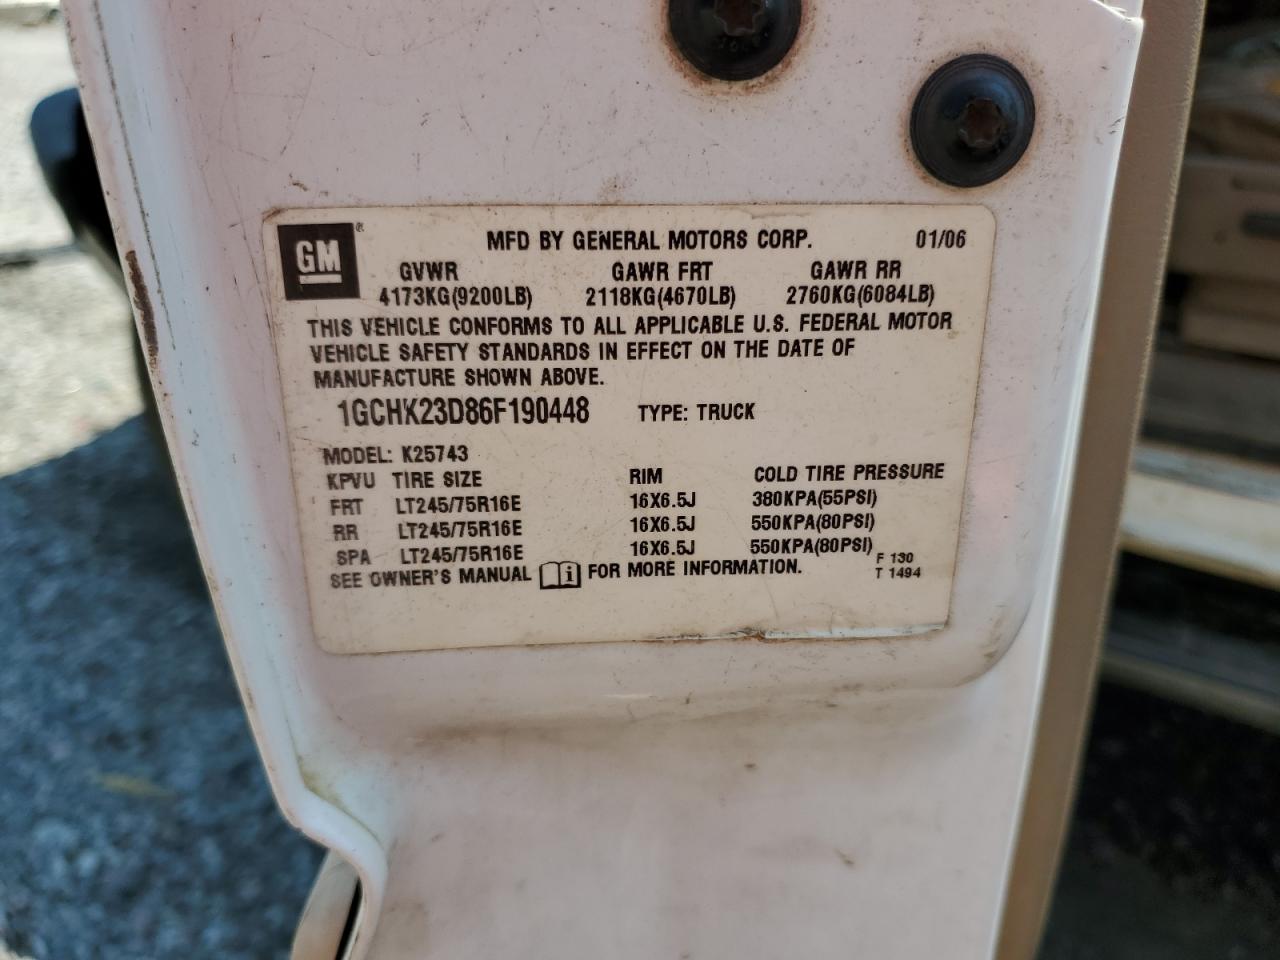 GM ® MFD BY GENERAL MOTORS CORP. 01/06
GVWR GAWR FRT GAWR RR
4173KG(9200LB) 2118KG(4670LB) 2760KG(6084LB)
THIS VEHICLE CONFORMS TO ALL APPLICABLE U.S. FEDERAL MOTOR
VEHICLE SAFETY STANDARDS IN EFFECT ON THE DATE OF
MANUFACTURE SHOWN ABOVE.
1GCHK23D86F190448 TYPE: TRUCK
MODEL: K25743
KPVU TIRE SIZE RIM COLD TIRE PRESSURE
FRT LT245/75R16E 16X6.5J 380KPA(55PSI)
RR LT245/75R16E 16X6.5J 550KPA(80PSI)
SPA LT245/75R16E 16X6.5J 550KPA(80PSI)
SEE OWNER'S MANUAL i FOR MORE INFORMATION.
F 130
T 1494